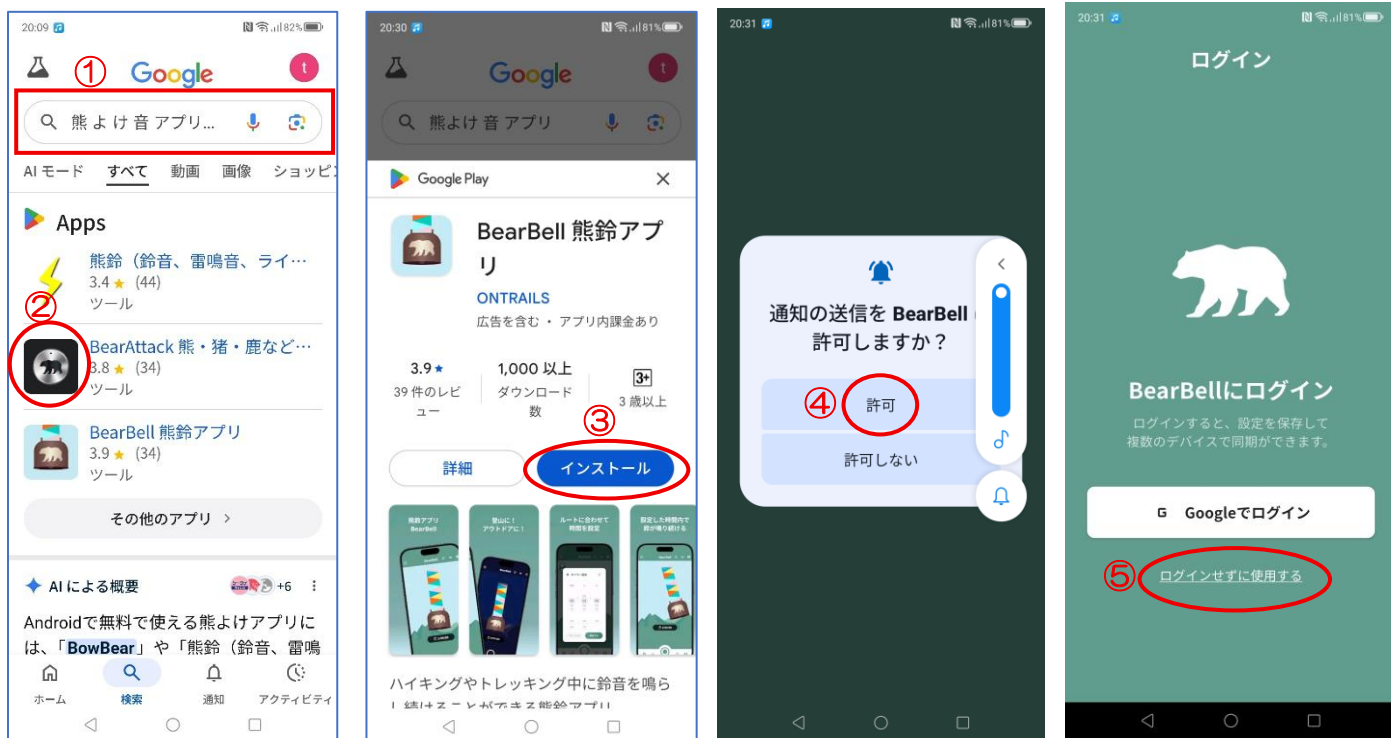 20:09
82%
①
Google
t
熊 よ け 音 アプリ...
AI モード すべて 動画 画像 ショッピ
Apps
熊鈴（鈴音、雷鳴音、ライ…
3.4 ★ (44)
ツール
②
BearAttack 熊・猪・鹿など…
3.8 ★ (34)
ツール
BearBell 熊鈴アプリ
3.9 ★ (34)
ツール
その他のアプリ >
AI による概要
+6
Androidで無料で使える熊よけアプリに
は、「BowBear」や「熊鈴（鈴音、雷鳴
ホーム 検索 通知 アクティビティ
20:30
81%
Google
t
熊よけ 音 アプリ
Google Play
BearBell 熊鈴アプ
リ
ONTRAILS
広告を含む・アプリ内課金あり
3.9★ 1,000 以上 3+
39 件のレビ ダウンロード 3 歳以上
ュー 数
③
詳細 インストール
熊鈴アプリ
BearBell
登山に！
アウトドアに！
ルートに合わせて
時間を設定
設定した時間内で
鈴が鳴り続ける
ハイキングやトレッキング中に鈴音を鳴ら
し続けることができる熊鈴アプリ
20:31
81%
通知の送信を BearBell
許可しますか？
④ 許可
許可しない
20:31
81%
ログイン
BearBellにログイン
ログインすると、設定を保存して
複数のデバイスで同期ができます。
G Googleでログイン
⑤ ログインせずに使用する